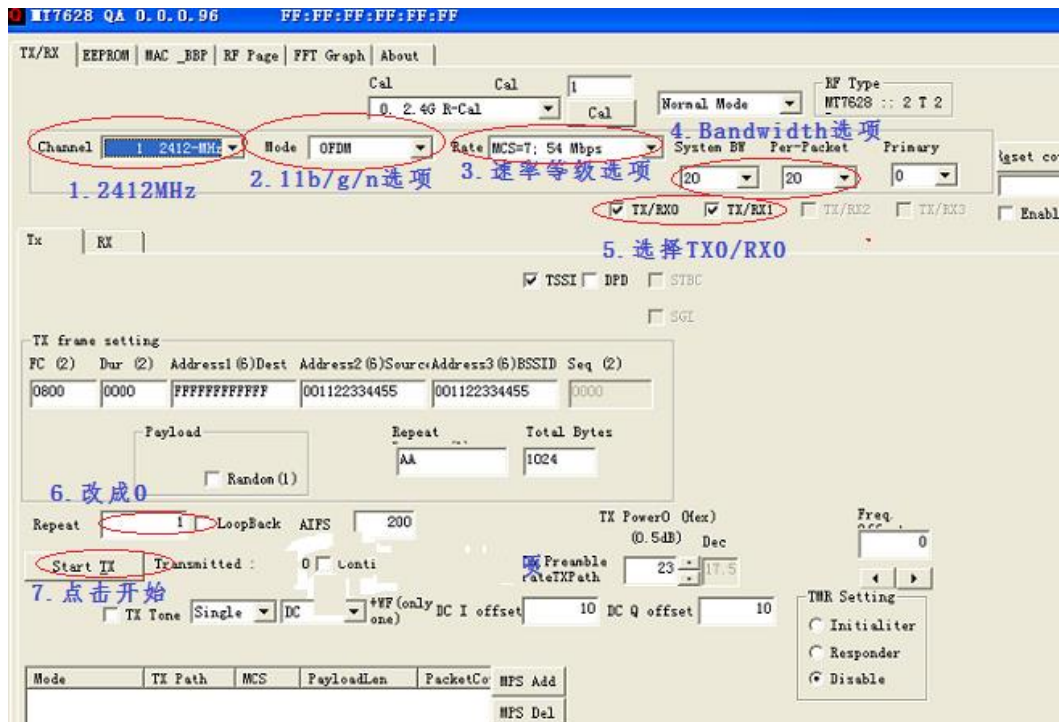 MT7628 QA 0.0.0.96 FF:FF:FF:FF:FF:FF
TX/RX EEPROM MAC _BBP RF Page FFT Graph About
Cal Cal 1 RF Type
0. 2.4G R-Cal Cal Normal Mode MT7628 :: 2 T 2
4.Bandwidth选项
Channel 1 2412-MHz Mode OFDM Rate MCS=7; 54 Mbps System BW Per-Packet Primary
20 20 0
1.2412MHz 2.11b/g/n选项 3.速率等级选项
TX/RX0 TX/RX1 TX/RX2 TX/RX3 Enabl
Tx RX
5.选择TX0/RX0
TSSI DPD STBC
SGI
TX frame setting
FC (2) Dur (2) Address1(6)Dest Address2(6)Source Address3(6)BSSID Seq (2)
0800 0000 FFFFFFFFFFFF 001122334455 001122334455 0000
Payload Repeat Total Bytes
AA 1024
Randon(1)
6.改成0
Repeat 1 LoopBack AIFS 200 TX Power0 (Hex) Freq.
(0.5dB) Dec
0
Start TX Transmitted : 0 Conti 项 Preamble 23 17.5
rateTXPath
7.点击开始
TX Tone Single DC +WF(only one) DC I offset 10 DC Q offset 10 TMR Setting
Initialiter
Responder
Disable
Mode TX Path MCS PayloadLen PacketCo MPS Add
MPS Del